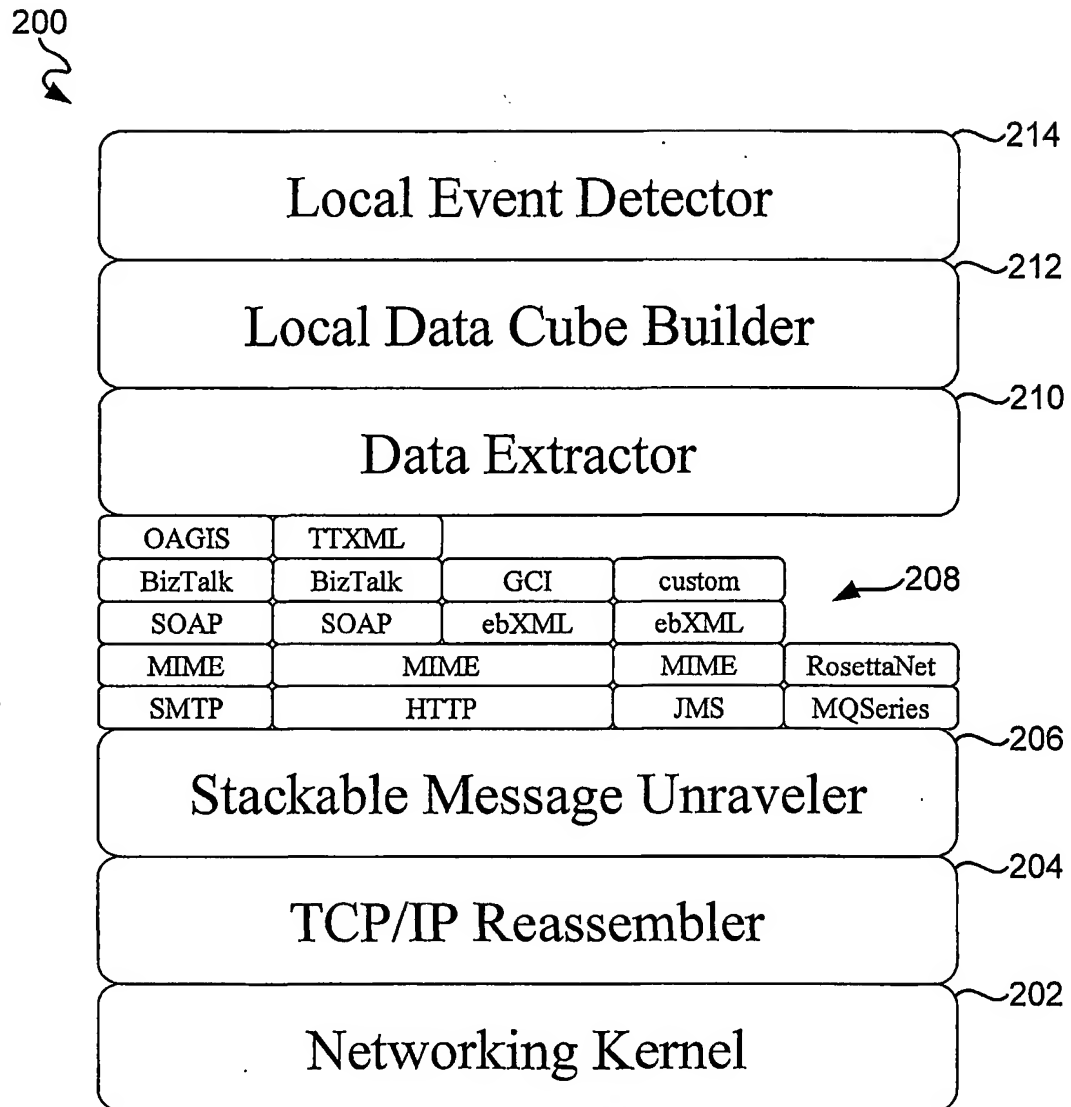 200
214
Local Event Detector
212
Local Data Cube Builder
210
Data Extractor
OAGIS TTXML
BizTalk BizTalk GCI custom
208
SOAP SOAP ebXML ebXML
MIME MIME MIME RosettaNet
SMTP HTTP JMS MQSeries
206
Stackable Message Unraveler
204
TCP/IP Reassembler
202
Networking Kernel